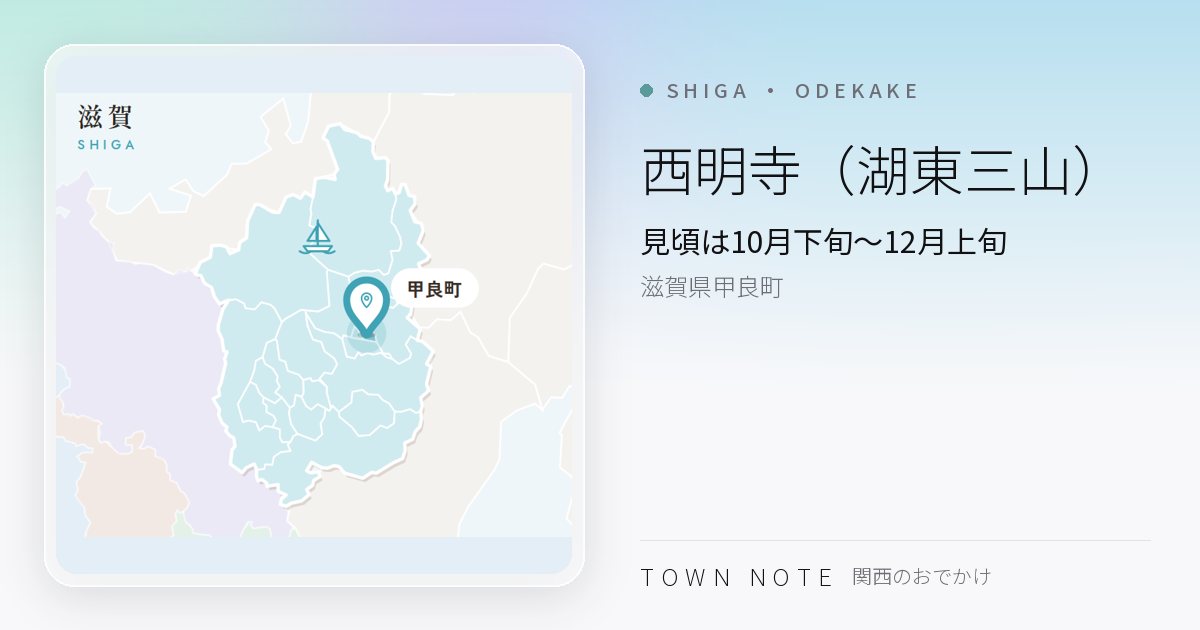 滋賀
SHIGA
甲良町
SHIGA • ODEKAKE
西明寺（湖東三山）
見頃は10月下旬〜12月上旬
滋賀県甲良町
TOWN NOTE 関西のおでかけ